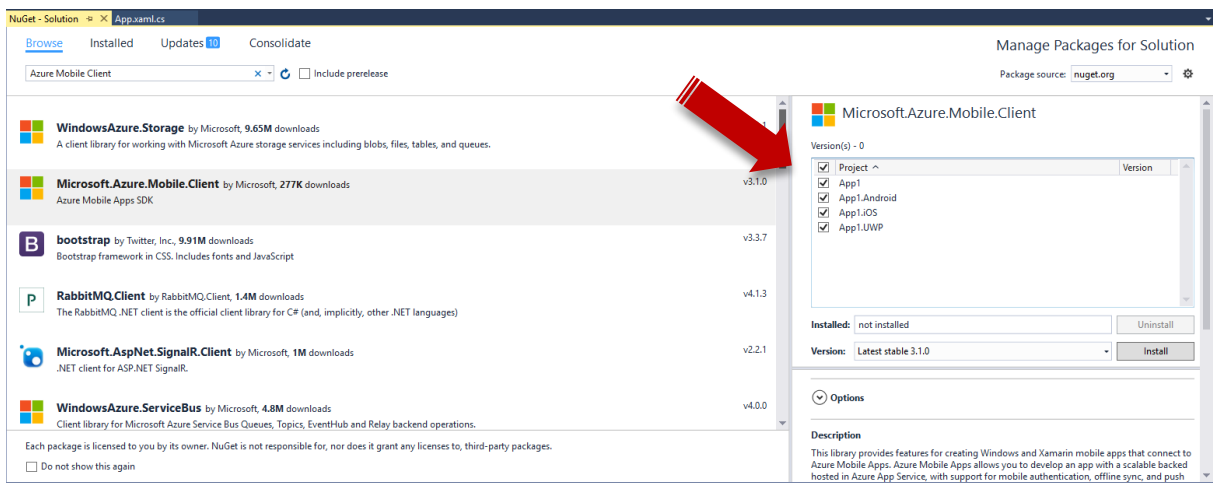 NuGet - Solution App.xaml.cs
Browse Installed Updates 10 Consolidate
Manage Packages for Solution
Azure Mobile Client
Include prerelease
Package source: nuget.org
WindowsAzure.Storage by Microsoft, 9.65M downloads
A client library for working with Microsoft Azure storage services including blobs, files, tables, and queues.
Microsoft.Azure.Mobile.Client by Microsoft, 277K downloads
v3.1.0
Azure Mobile Apps SDK
B
bootstrap by Twitter, Inc., 9.91M downloads
v3.3.7
Bootstrap framework in CSS. Includes fonts and JavaScript
RabbitMQ.Client by RabbitMQ.Client, 1.4M downloads
v4.1.3
The RabbitMQ .NET client is the official client library for C# (and, implicitly, other .NET languages)
Microsoft.AspNet.SignalR.Client by Microsoft, 1M downloads
v2.2.1
.NET client for ASP.NET SignalR.
WindowsAzure.ServiceBus by Microsoft, 4.8M downloads
v4.0.0
Client library for Microsoft Azure Service Bus Queues, Topics, EventHub and Relay backend operations.
Each package is licensed to you by its owner. NuGet is not responsible for, nor does it grant any licenses to, third-party packages.
Do not show this again
Microsoft.Azure.Mobile.Client
Version(s) - 0
Project Version
App1
App1.Android
App1.iOS
App1.UWP
Installed: not installed Uninstall
Version: Latest stable 3.1.0 Install
Options
Description
This library provides features for creating Windows and Xamarin mobile apps that connect to
Azure Mobile Apps. Azure Mobile Apps allows you to develop an app with a scalable backed
hosted in Azure App Service, with support for mobile authentication, offline sync, and push